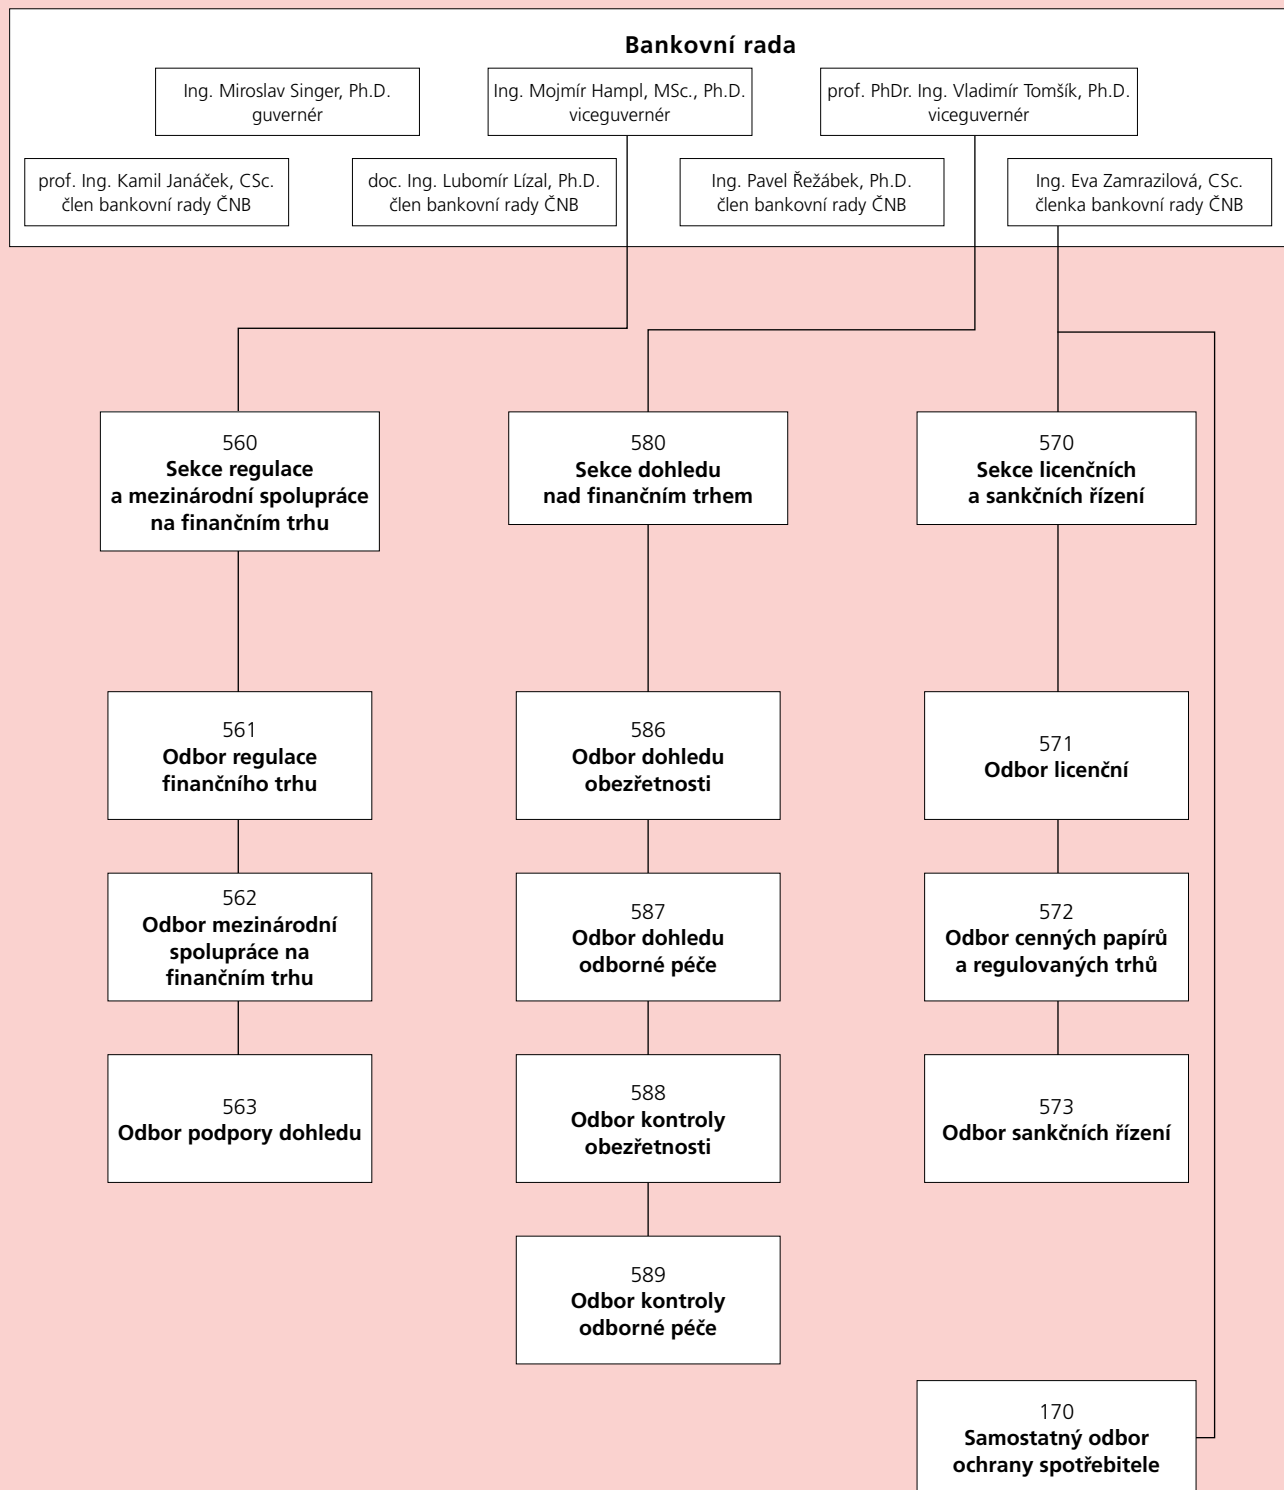 Bankovní rada
Ing. Miroslav Singer, Ph.D.
guvernér
Ing. Mojmír Hampl, MSc., Ph.D.
viceguvernér
prof. PhDr. Ing. Vladimír Tomšík, Ph.D.
viceguvernér
prof. Ing. Kamil Janáček, CSc.
člen bankovní rady ČNB
doc. Ing. Lubomír Lízal, Ph.D.
člen bankovní rady ČNB
Ing. Pavel Řežábek, Ph.D.
člen bankovní rady ČNB
Ing. Eva Zamrazilová, CSc.
členka bankovní rady ČNB
560
Sekce regulace
a mezinárodní spolupráce
na finančním trhu
580
Sekce dohledu
nad finančním trhem
570
Sekce licenčních
a sankčních řízení
561
Odbor regulace
finančního trhu
586
Odbor dohledu
obezřetnosti
571
Odbor licenční
562
Odbor mezinárodní
spolupráce na
finančním trhu
587
Odbor dohledu
odborné péče
572
Odbor cenných papírů
a regulovaných trhů
563
Odbor podpory dohledu
588
Odbor kontroly
obezřetnosti
573
Odbor sankčních řízení
589
Odbor kontroly
odborné péče
170
Samostatný odbor
ochrany spotřebitele